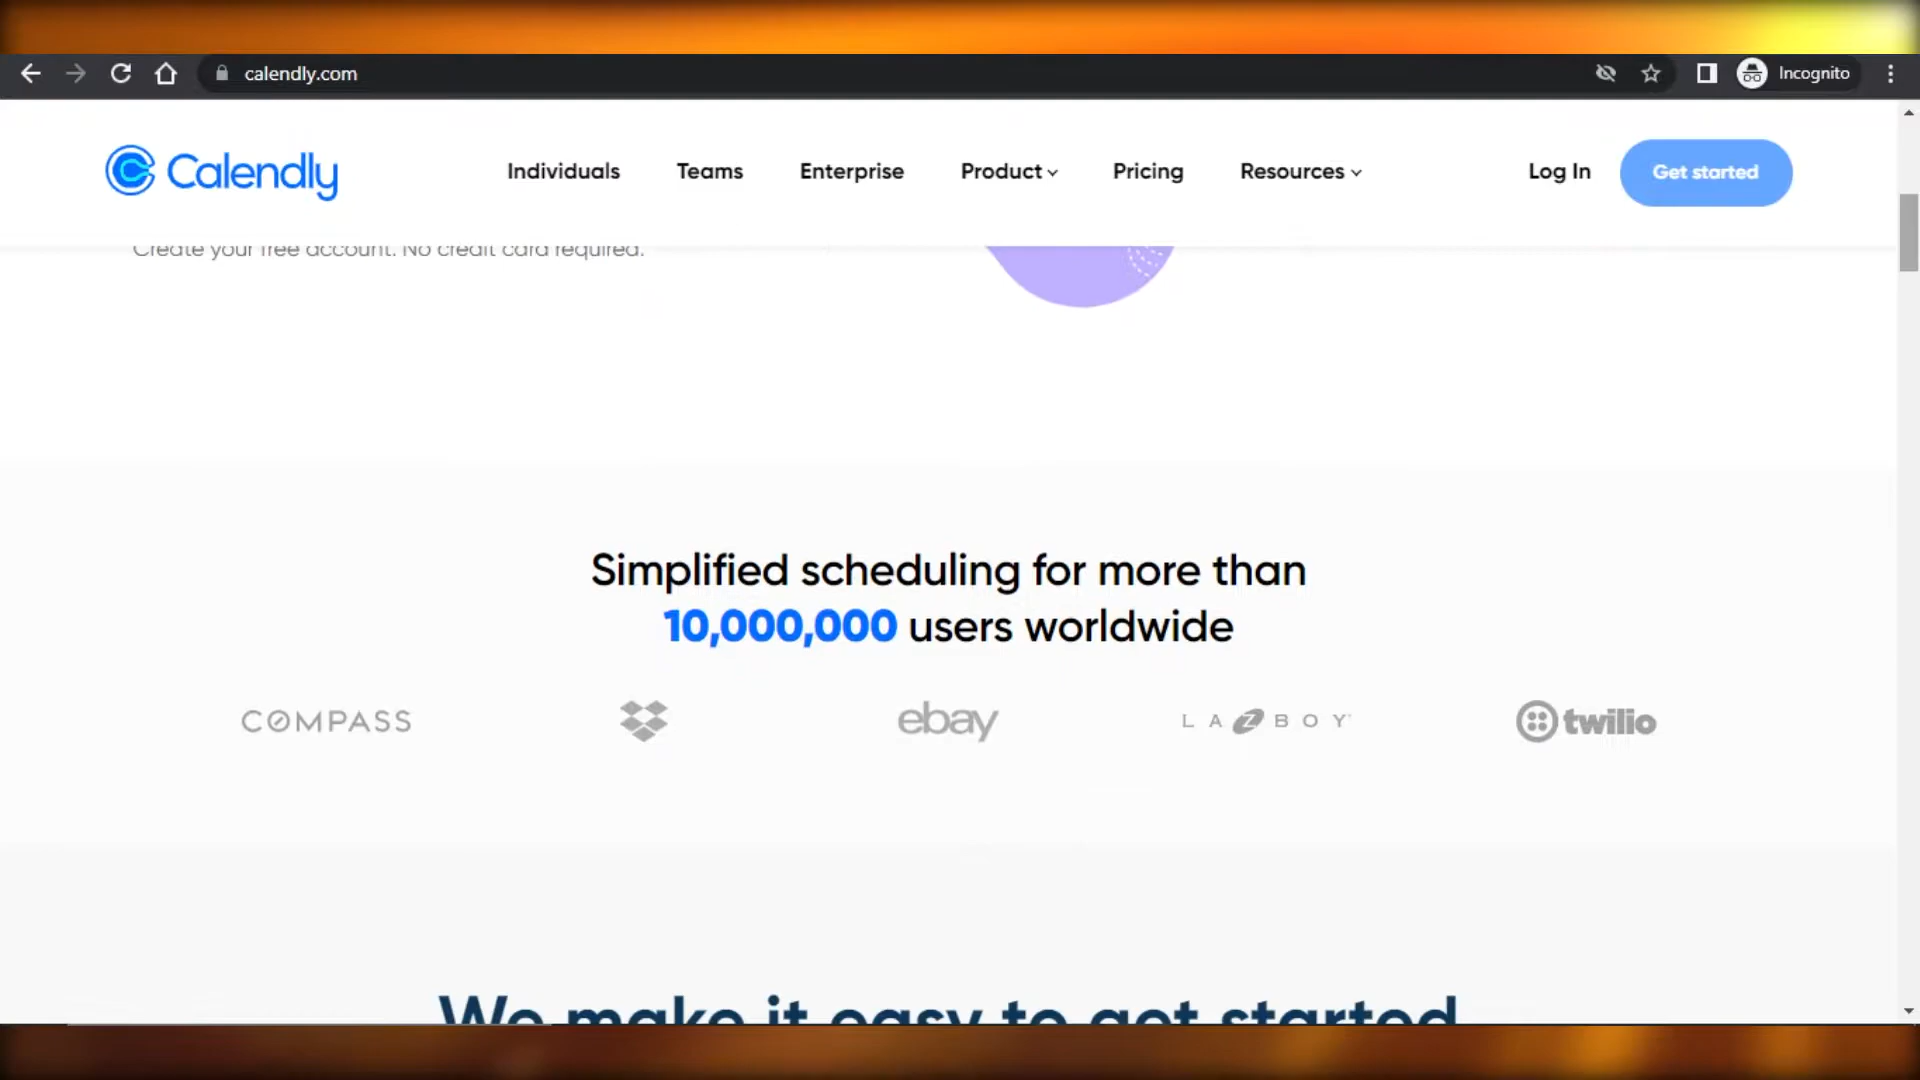 calendly.com
Incognito
Calendly
Individuals
Teams
Enterprise
Product
Pricing
Resources
Log In
Get started
Create your free account. No credit card required.
Simplified scheduling for more than
10,000,000 users worldwide
COMPASS
ebay
LAZBOY
twilio
We make it easy to get started